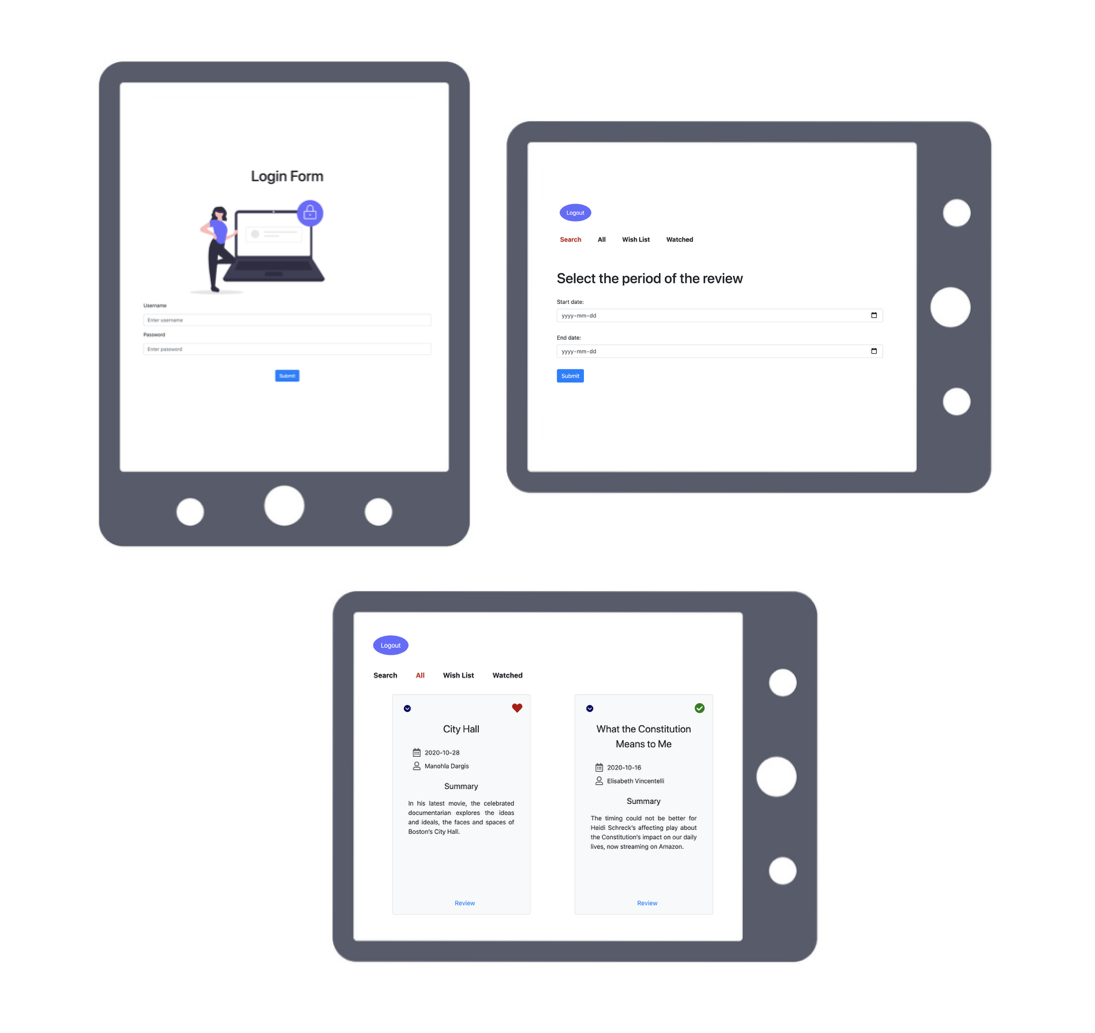 Login Form
Username
Enter username
Password
Enter password
Submit
Logout
Search All Wish List Watched
Select the period of the review
Start date:
yyyy-mm-dd
End date:
yyyy-mm-dd
Submit
Logout
Search All Wish List Watched
City Hall
2020-10-28
Manohla Dargis
Summary
In his latest movie, the celebrated
documentarian explores the ideas
and ideals, the faces and spaces of
Boston's City Hall.
Review
What the Constitution
Means to Me
2020-10-16
Elisabeth Vincentelli
Summary
The timing could not be better for
Heidi Schreck's affecting play about
the Constitution's impact on our daily
lives, now streaming on Amazon.
Review